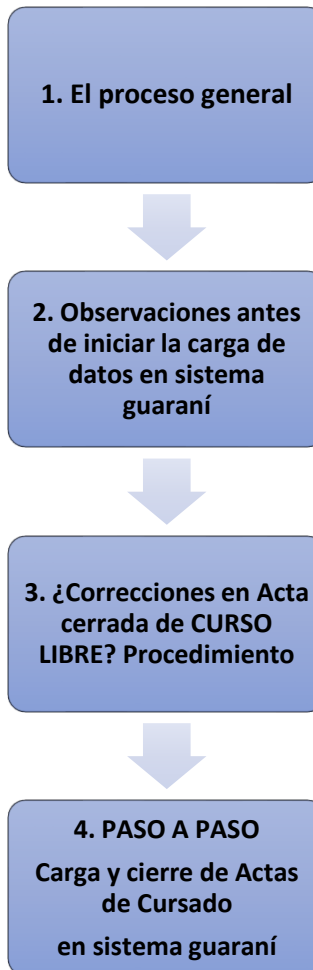 1. El proceso general
2. Observaciones antes
de iniciar la carga de
datos en sistema
guaraní
3. ¿Correcciones en Acta
cerrada de CURSO
LIBRE? Procedimiento
4. PASO A PASO
Carga y cierre de Actas
de Cursado
en sistema guaraní